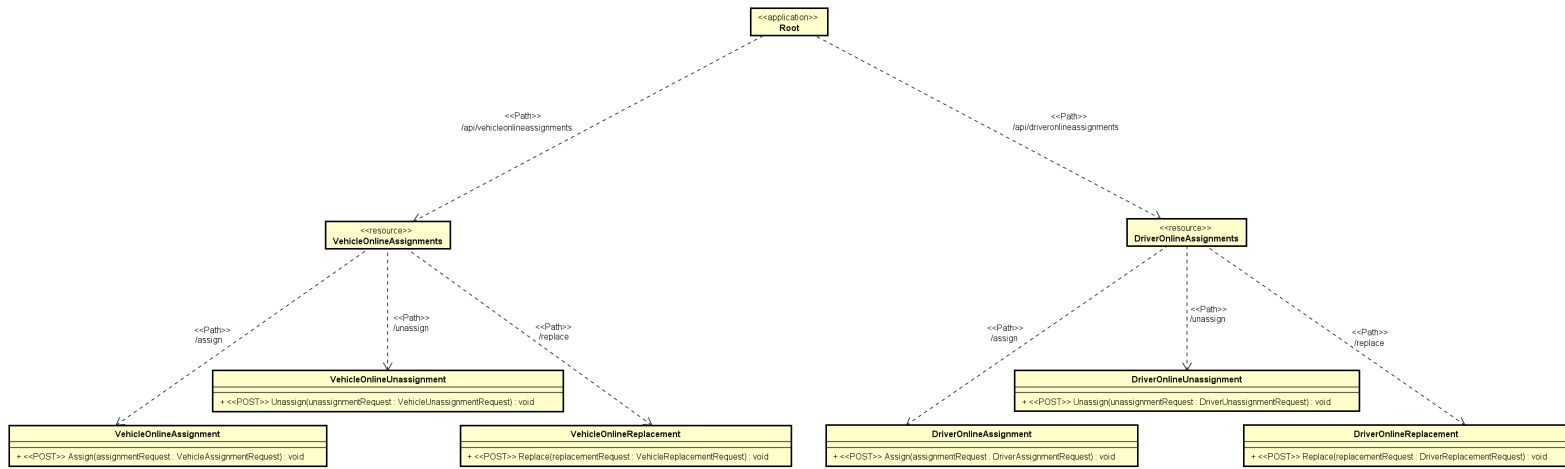 <<application>>
Root
<<Path>>
/api/vehicleonlineassignments
<<Path>>
/api/driveronlineassignments
<<resource>>
VehicleOnlineAssignments
<<resource>>
DriverOnlineAssignments
<<Path>>
/assign
<<Path>>
/unassign
<<Path>>
/replace
<<Path>>
/assign
<<Path>>
/unassign
<<Path>>
/replace
VehicleOnlineUnassignment
+ <<POST>> Unassign(unassignmentRequest : VehicleUnassignmentRequest) : void
DriverOnlineUnassignment
+ <<POST>> Unassign(unassignmentRequest : DriverUnassignmentRequest) : void
VehicleOnlineAssignment
+ <<POST>> Assign(assignmentRequest : VehicleAssignmentRequest) : void
VehicleOnlineReplacement
+ <<POST>> Replace(replacementRequest : VehicleReplacementRequest) : void
DriverOnlineAssignment
+ <<POST>> Assign(assignmentRequest : DriverAssignmentRequest) : void
DriverOnlineReplacement
+ <<POST>> Replace(replacementRequest : DriverReplacementRequest) : void